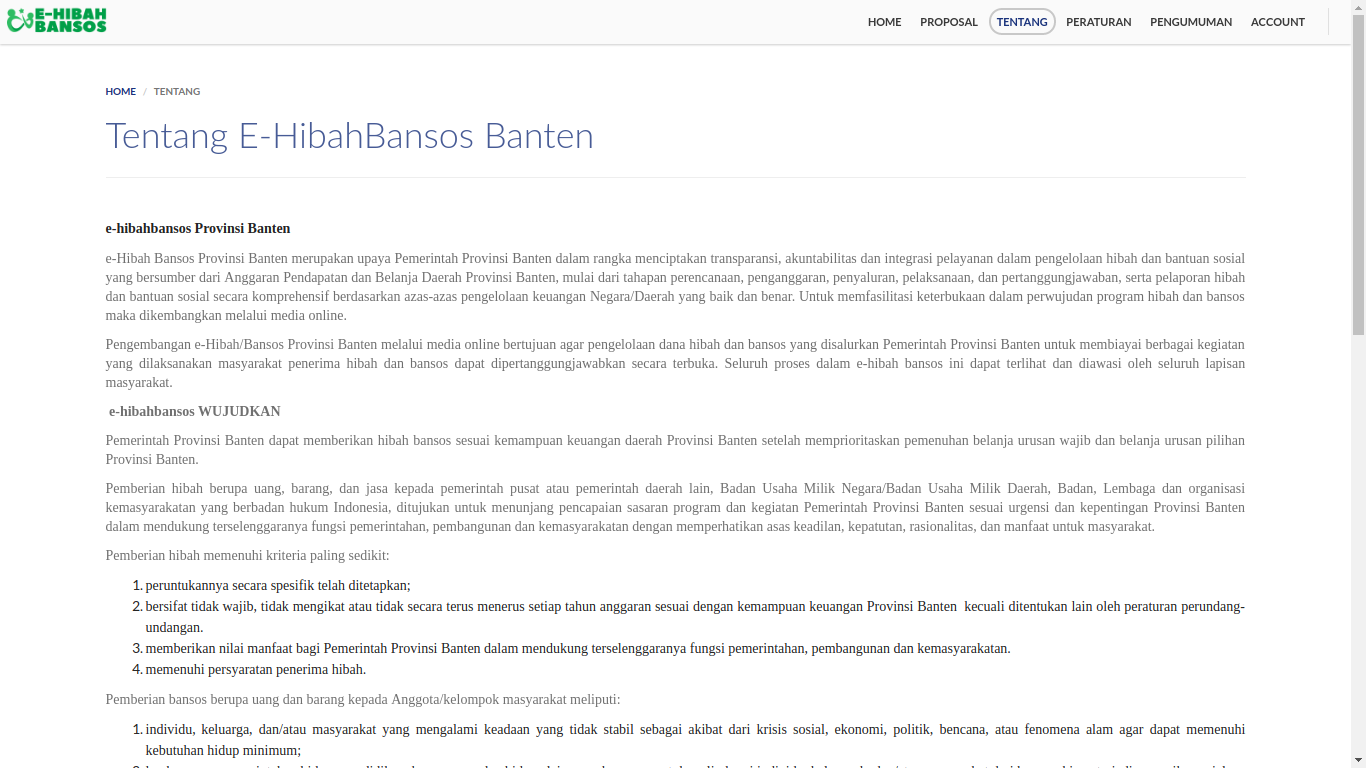 E-HIBAH
BANSOS
HOME PROPOSAL TENTANG PERATURAN PENGUMUMAN ACCOUNT
HOME / TENTANG
Tentang E-HibahBansos Banten
e-hibahbansos Provinsi Banten
e-Hibah Bansos Provinsi Banten merupakan upaya Pemerintah Provinsi Banten dalam rangka menciptakan transparansi, akuntabilitas dan integrasi pelayanan dalam pengelolaan hibah dan bantuan sosial
yang bersumber dari Anggaran Pendapatan dan Belanja Daerah Provinsi Banten, mulai dari tahapan perencanaan, penganggaran, penyaluran, pelaksanaan, dan pertanggungjawaban, serta pelaporan hibah
dan bantuan sosial secara komprehensif berdasarkan azas-azas pengelolaan keuangan Negara/Daerah yang baik dan benar. Untuk memfasilitasi keterbukaan dalam perwujudan program hibah dan bansos
maka dikembangkan melalui media online.
Pengembangan e-Hibah/Bansos Provinsi Banten melalui media online bertujuan agar pengelolaan dana hibah dan bansos yang disalurkan Pemerintah Provinsi Banten untuk membiayai berbagai kegiatan
yang dilaksanakan masyarakat penerima hibah dan bansos dapat dipertanggungjawabkan secara terbuka. Seluruh proses dalam e-hibah bansos ini dapat terlihat dan diawasi oleh seluruh lapisan
masyarakat.
e-hibahbansos WUJUDKAN
Pemerintah Provinsi Banten dapat memberikan hibah bansos sesuai kemampuan keuangan daerah Provinsi Banten setelah memprioritaskan pemenuhan belanja urusan wajib dan belanja urusan pilihan
Provinsi Banten.
Pemberian hibah berupa uang, barang, dan jasa kepada pemerintah pusat atau pemerintah daerah lain, Badan Usaha Milik Negara/Badan Usaha Milik Daerah, Badan, Lembaga dan organisasi
kemasyarakatan yang berbadan hukum Indonesia, ditujukan untuk menunjang pencapaian sasaran program dan kegiatan Pemerintah Provinsi Banten sesuai urgensi dan kepentingan Provinsi Banten
dalam mendukung terselenggaranya fungsi pemerintahan, pembangunan dan kemasyarakatan dengan memperhatikan asas keadilan, kepatutan, rasionalitas, dan manfaat untuk masyarakat.
Pemberian hibah memenuhi kriteria paling sedikit:
1. peruntukannya secara spesifik telah ditetapkan;
2. bersifat tidak wajib, tidak mengikat atau tidak secara terus menerus setiap tahun anggaran sesuai dengan kemampuan keuangan Provinsi Banten kecuali ditentukan lain oleh peraturan perundang-
undangan.
3. memberikan nilai manfaat bagi Pemerintah Provinsi Banten dalam mendukung terselenggaranya fungsi pemerintahan, pembangunan dan kemasyarakatan.
4. memenuhi persyaratan penerima hibah.
Pemberian bansos berupa uang dan barang kepada Anggota/kelompok masyarakat meliputi:
1. individu, keluarga, dan/atau masyarakat yang mengalami keadaan yang tidak stabil sebagai akibat dari krisis sosial, ekonomi, politik, bencana, atau fenomena alam agar dapat memenuhi
kebutuhan hidup minimum;